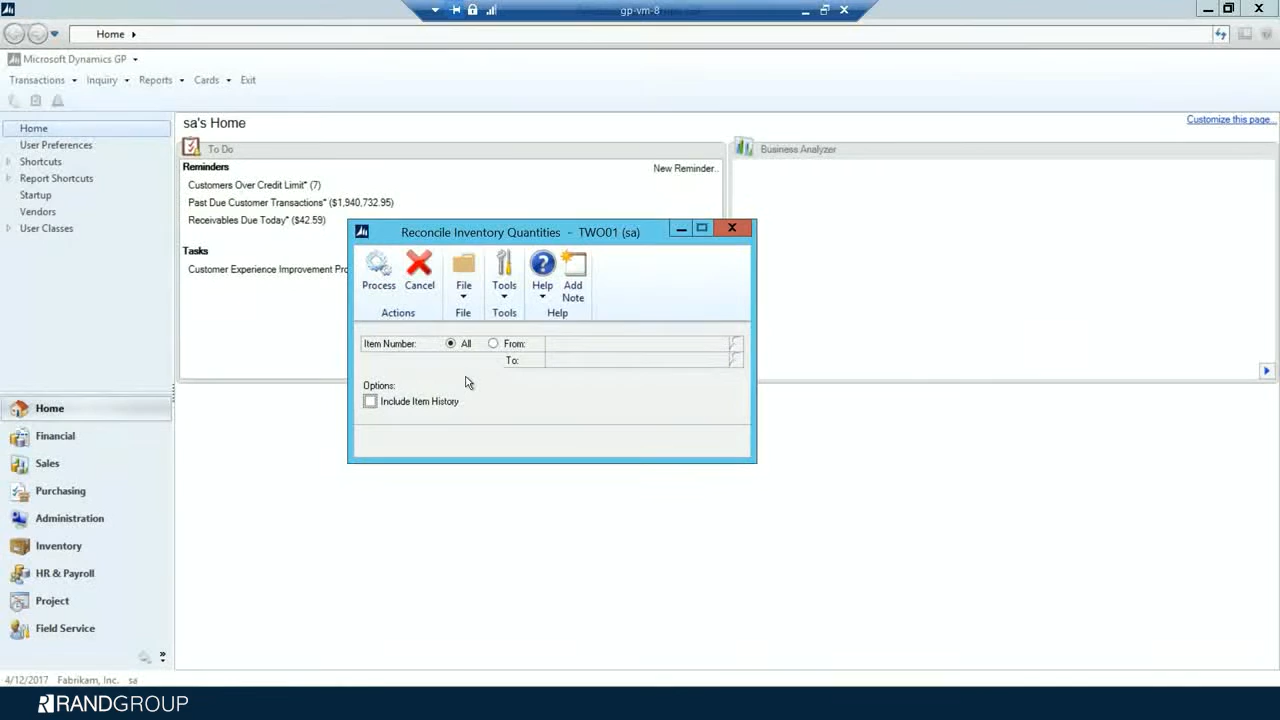 gp-vm-8
Home
Microsoft Dynamics GP
Transactions Inquiry Reports Cards Exit
Home
User Preferences
Shortcuts
Report Shortcuts
Startup
Vendors
User Classes
sa's Home
Customize this page...
To Do
Reminders
New Reminder..
Customers Over Credit Limit* (7)
Past Due Customer Transactions* ($1,940,732.95)
Receivables Due Today* ($42.59)
Tasks
Customer Experience Improvement Pro
Business Analyzer
Reconcile Inventory Quantities - TWO01 (sa)
Process Cancel File Tools Help Add Note
Actions File Tools Help
Item Number: All From:
To:
Options:
Include Item History
Home
Financial
Sales
Purchasing
Administration
Inventory
HR & Payroll
Project
Field Service
4/12/2017 Fabrikam, Inc. sa
RANDGROUP